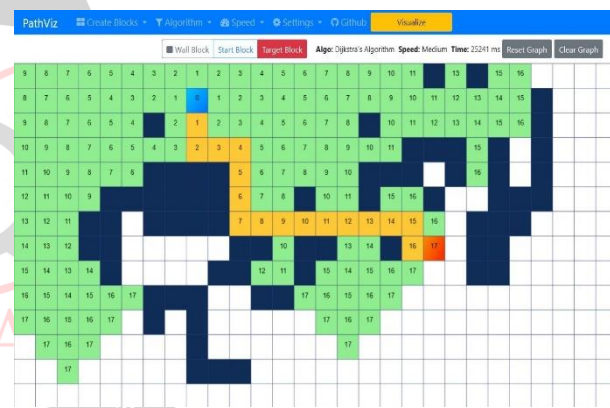 PathViz Create Blocks Algorithm Speed Settings Github Visualize
Wall Block Start Block Target Block Algo: Dijkstra's Algorithm Speed: Medium Time: 25241 ms Reset Graph Clear Graph
9 8 7 6 5 4 3 2 1 2 3 4 5 6 7 8 9 10 11 13 15 16
8 7 6 5 4 3 2 1 0 1 2 3 4 5 6 7 8 9 10 11 12 13 14 15
9 8 7 6 5 4 2 1 2 3 4 5 6 7 8 10 11 12 13 14 15 16
10 9 8 7 6 5 4 3 2 3 4 5 6 7 8 9 10 11 15
11 10 9 8 7 6 5 6 7 8 9 10 16
12 11 10 9 6 7 8 10 11 15 16
13 12 11 7 8 9 10 11 12 13 14 15 16
14 13 12 10 13 14 16 17
15 14 13 14 12 11 15 14 15 16 17
16 15 14 15 16 17 17 16 15 16 17
17 16 15 16 17 17 16 17
17 16 17 17
17